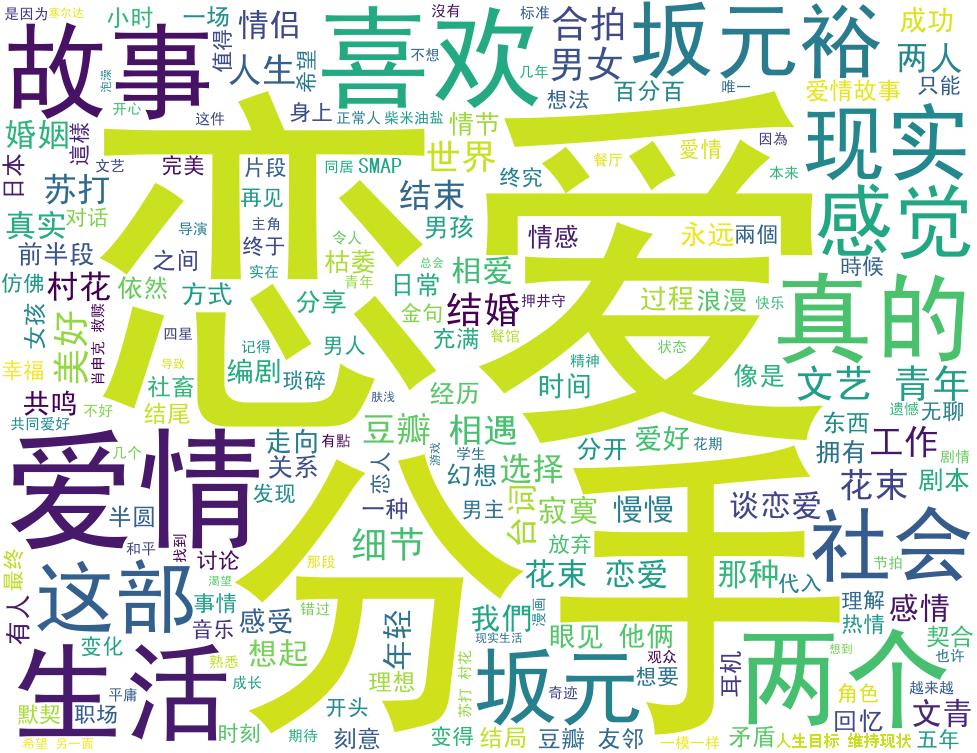 是因为
塞尔达
小时
一场
情侣
沒有
标准
合拍
坂元裕
成功
故事
值得
人生
希望
喜欢
不想
几年
男女
两人
泡涨
开心
这件
身上
正常人
柴米油盐
想法
百分百
唯一
爱情故事
只能
婚姻
這樣
情节
世界
愛情
因為
现实
日本
文艺
完美
片段
同居
SMAP
餐厅
本来
苏打
再见
结束
终究
恋爱
感觉
真实
对话
导演
主角
令人
男孩
情感
永远
兩個
前半段
之间
终于
枯萎
總会
時候
仿佛
村花
依然
方式
实在
青年
日常
相爱
过程
浪漫
快乐
真的
女孩
美好
救赎
肖申克
四星
分享
金句
结婚
押井守
充满
餐馆
状态
幸福
导致
记得
男人
编剧
琐碎
社畜
精神
时间
像是
文艺
青年
共鸣
不好
结尾
肤浅
经历
共同爱好
豆瓣
相遇
分开
爱好
花期
东西
遗憾
无聊
爱情
走向
有點
关系
几个
发现
恋人
游戏
学生
幻想
选择
拥有
工作
剧情
半圆
一种
男主
台词
寂寞
慢慢
谈恋爱
花束
剧本
和平
找到
讨论
细节
放弃
分手
社会
最终
这部
渴望
那段
花束
恋爱
那种
代入
节拍
有人
事情
错过
音乐
感受
年轻
我們
漫画
现实生活
眼见
他俩
理解
热情
感情
变化
想起
契合
生活
熟悉
成长
理想
苏打
村花
坂元
观众
想要
奇迹
耳机
两个
想到
也许
平庸
角色
越来越
默契
职场
时刻
期待
开头
刻意
变得
结局
豆瓣
友邻
回忆
文青
希望
另一面
一模一样
矛盾
人生目标
维持现状
五年